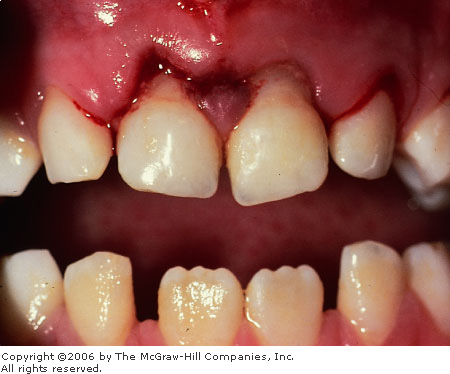 Copyright ©2006 by The McGraw-Hill Companies, Inc.
All rights reserved.